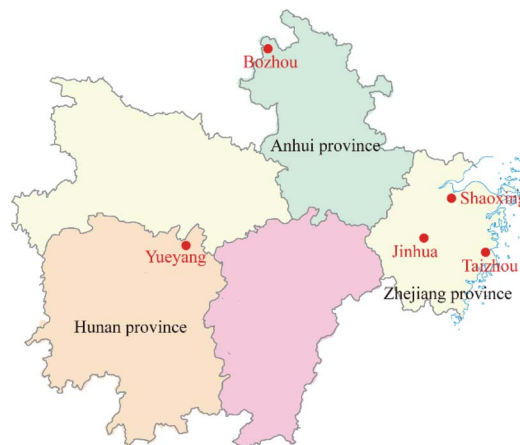 Bozhou
Anhui province
Shaoxing
Yueyang
Jinhua
Taizhou
Zhejiang province
Hunan province